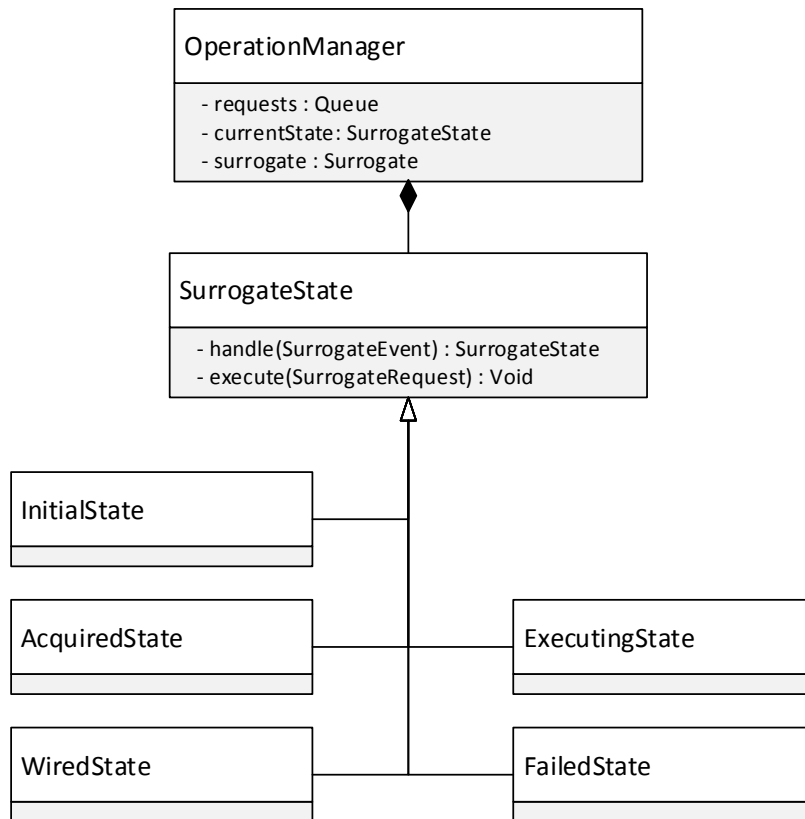 OperationManager
- requests : Queue
- currentState: SurrogateState
- surrogate : Surrogate
SurrogateState
- handle(SurrogateEvent) : SurrogateState
- execute(SurrogateRequest) : Void
InitialState
AcquiredState
ExecutingState
WiredState
FailedState